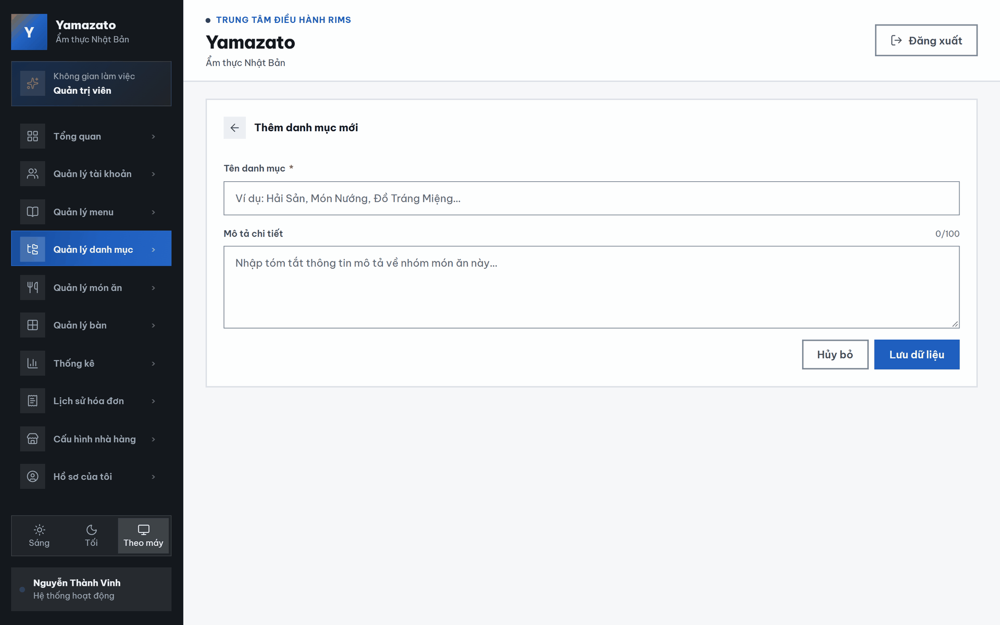 Y
Yamazato
Ẩm thực Nhật Bản
Không gian làm việc
Quản trị viên
Tổng quan
Quản lý tài khoản
Quản lý menu
Quản lý danh mục
Quản lý món ăn
Quản lý bàn
Thống kê
Lịch sử hóa đơn
Cấu hình nhà hàng
Hồ sơ của tôi
Sáng
Tối
Theo máy
Nguyễn Thành Vinh
Hệ thống hoạt động
TRUNG TÂM ĐIỀU HÀNH RIMS
Yamazato
Ẩm thực Nhật Bản
Đăng xuất
Thêm danh mục mới
Tên danh mục *
Ví dụ: Hải Sản, Món Nướng, Đồ Tráng Miệng...
Mô tả chi tiết
0/100
Nhập tóm tắt thông tin mô tả về nhóm món ăn này...
Hủy bỏ
Lưu dữ liệu